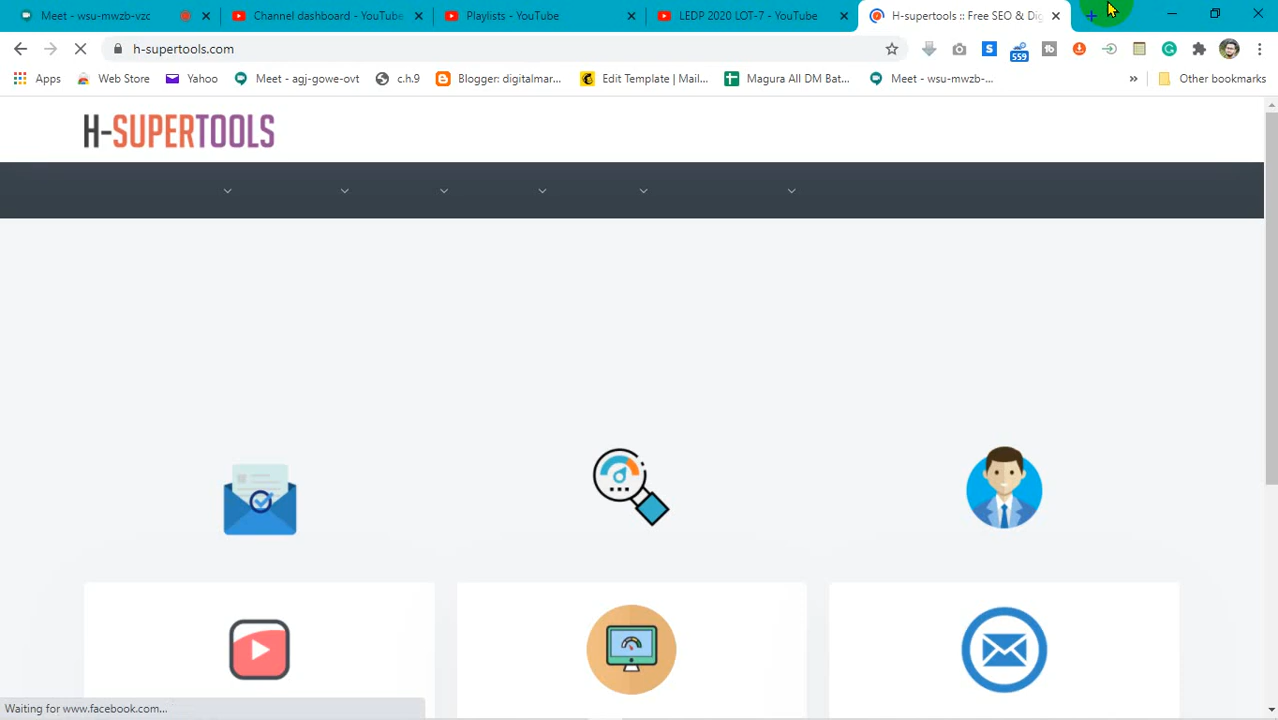 Meet - wsu-mwzb-vzc
Channel dashboard - YouTube
Playlists - YouTube
LEDP 2020 LOT-7 - YouTube
H-supertools :: Free SEO & Dig
h-supertools.com
559
Apps
Web Store
Yahoo
Meet - agj-gowe-ovt
c.h.9
Blogger: digitalmar...
Edit Template | Mail...
Magura All DM Bat...
Meet - wsu-mwzb-...
Other bookmarks
H-SUPERTOOLS
Waiting for www.facebook.com...